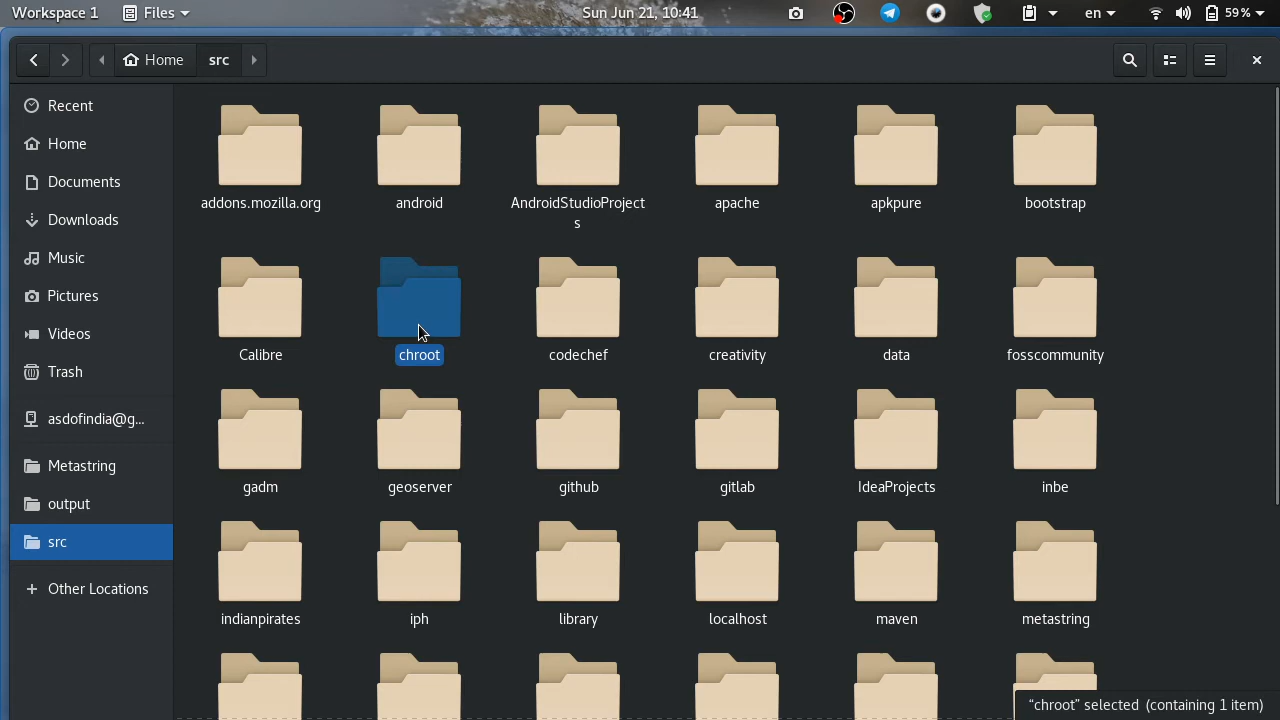 Workspace 1 Files Sun Jun 21, 10:41 en 59%
Home src
Recent
Home
Documents
Downloads
Music
Pictures
Videos
Trash
asdofindia@g...
Metastring
output
src
Other Locations
addons.mozilla.org android AndroidStudioProject apache apkpure bootstrap
s
Calibre chroot codechef creativity data fosscommunity
gadm geoserver github gitlab IdeaProjects inbe
indianpirates iph library localhost maven metastring
“chroot” selected (containing 1 item)